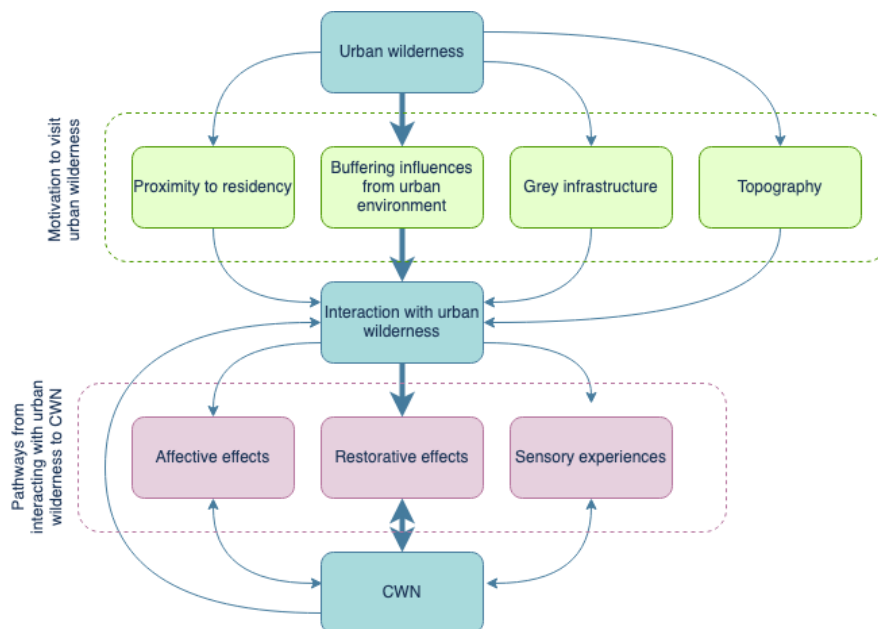 Urban wilderness
Motivation to visit
urban wilderness
Proximity to residency
Buffering influences
from urban
environment
Grey infrastructure
Topography
Interaction with urban
wilderness
Pathways from
interacting with urban
wilderness to CWN
Affective effects
Restorative effects
Sensory experiences
CWN